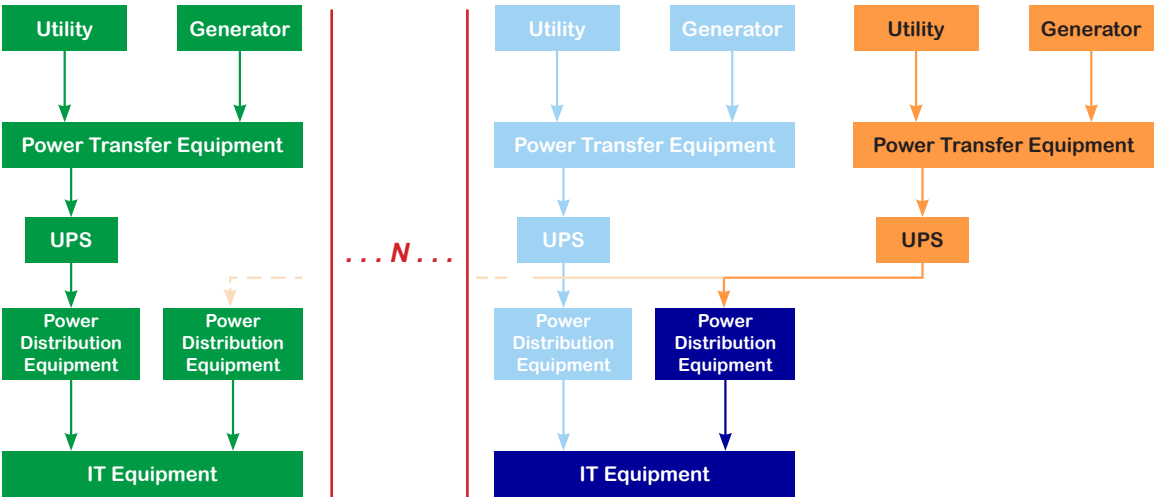 Utility
Generator
Utility
Generator
Utility
Generator
Power Transfer Equipment
Power Transfer Equipment
Power Transfer Equipment
UPS
. . . N . . .
UPS
UPS
Power
Distribution
Equipment
Power
Distribution
Equipment
Power
Distribution
Equipment
Power
Distribution
Equipment
IT Equipment
IT Equipment